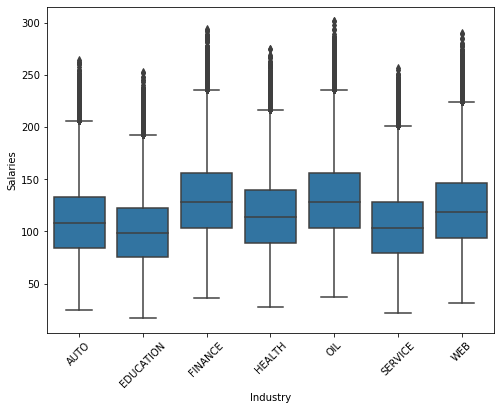 300
250
200
150
100
50
Salaries
AUTO
EDUCATION
FINANCE
HEALTH
OIL
SERVICE
WEB
Industry